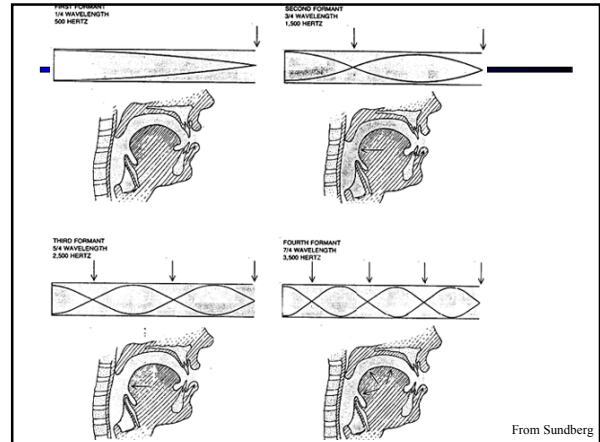 FIRST FORMANT
1/4 WAVELENGTH
500 HERTZ
SECOND FORMANT
3/4 WAVELENGTH
1,500 HERTZ
THIRD FORMANT
5/4 WAVELENGTH
2,500 HERTZ
FOURTH FORMANT
7/4 WAVELENGTH
3,500 HERTZ
From Sundberg